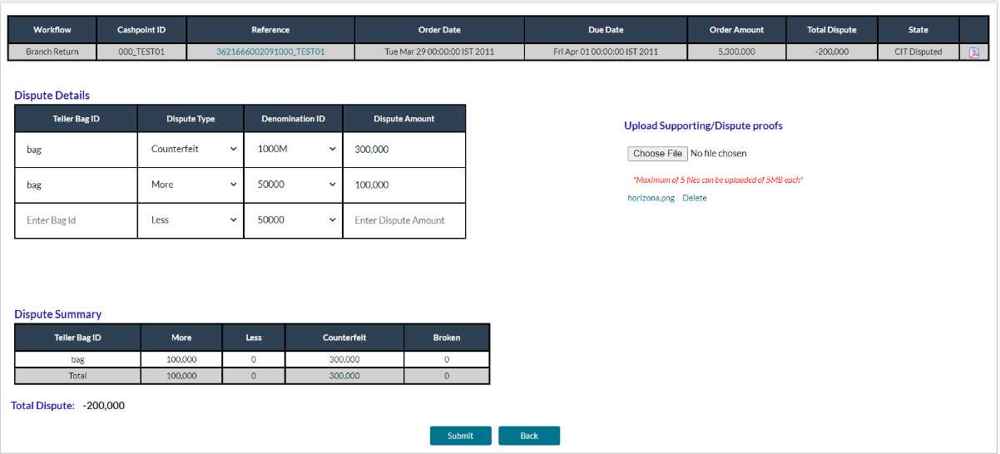 Workflow Cashpoint ID Reference Order Date Due Date Order Amount Total Dispute State
Branch Return 000_TEST01 3621666002091000_TEST01 Tue Mar 29 00:00:00 IST 2011 Fri Apr 01 00:00:00 IST 2011 5,300,000 -200,000 CIT Disputed
Dispute Details
Teller Bag ID Dispute Type Denomination ID Dispute Amount
bag Counterfeit 1000M 300,000
bag More 50000 100,000
Enter Bag Id Less 50000 Enter Dispute Amount
Upload Supporting/Dispute proofs
Choose File No file chosen
*Maximum of 5 files can be uploaded of 5MB each*
horizona.png Delete
Dispute Summary
Teller Bag ID More Less Counterfeit Broken
bag 100,000 0 300,000 0
Total 100,000 0 300,000 0
Total Dispute: -200,000
Submit Back